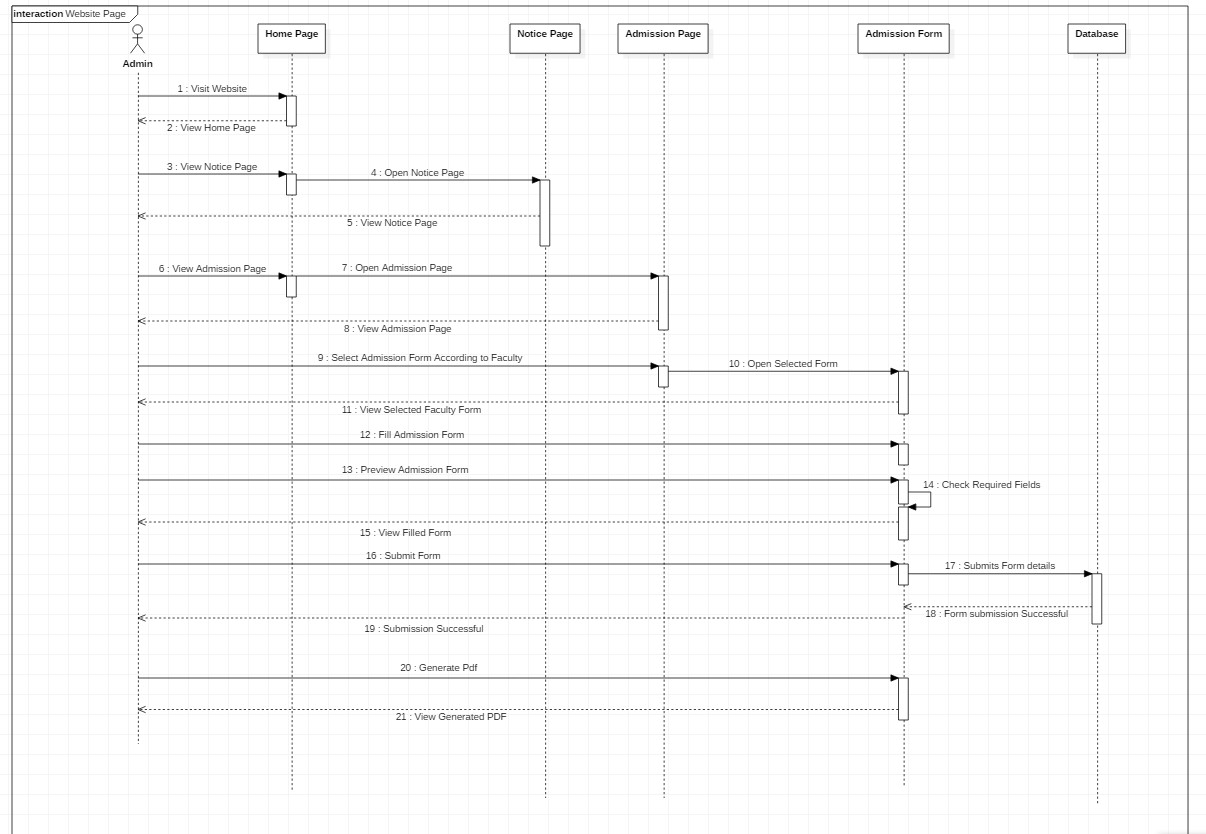 interaction Website Page
Home Page
Notice Page
Admission Page
Admission Form
Database
Admin
1 : Visit Website
2 : View Home Page
3 : View Notice Page
4 : Open Notice Page
5 : View Notice Page
6 : View Admission Page
7 : Open Admission Page
8 : View Admission Page
9 : Select Admission Form According to Faculty
10 : Open Selected Form
11 : View Selected Faculty Form
12 : Fill Admission Form
13 : Preview Admission Form
14 : Check Required Fields
15 : View Filled Form
16 : Submit Form
17 : Submits Form details
18 : Form submission Successful
19 : Submission Successful
20 : Generate Pdf
21 : View Generated PDF